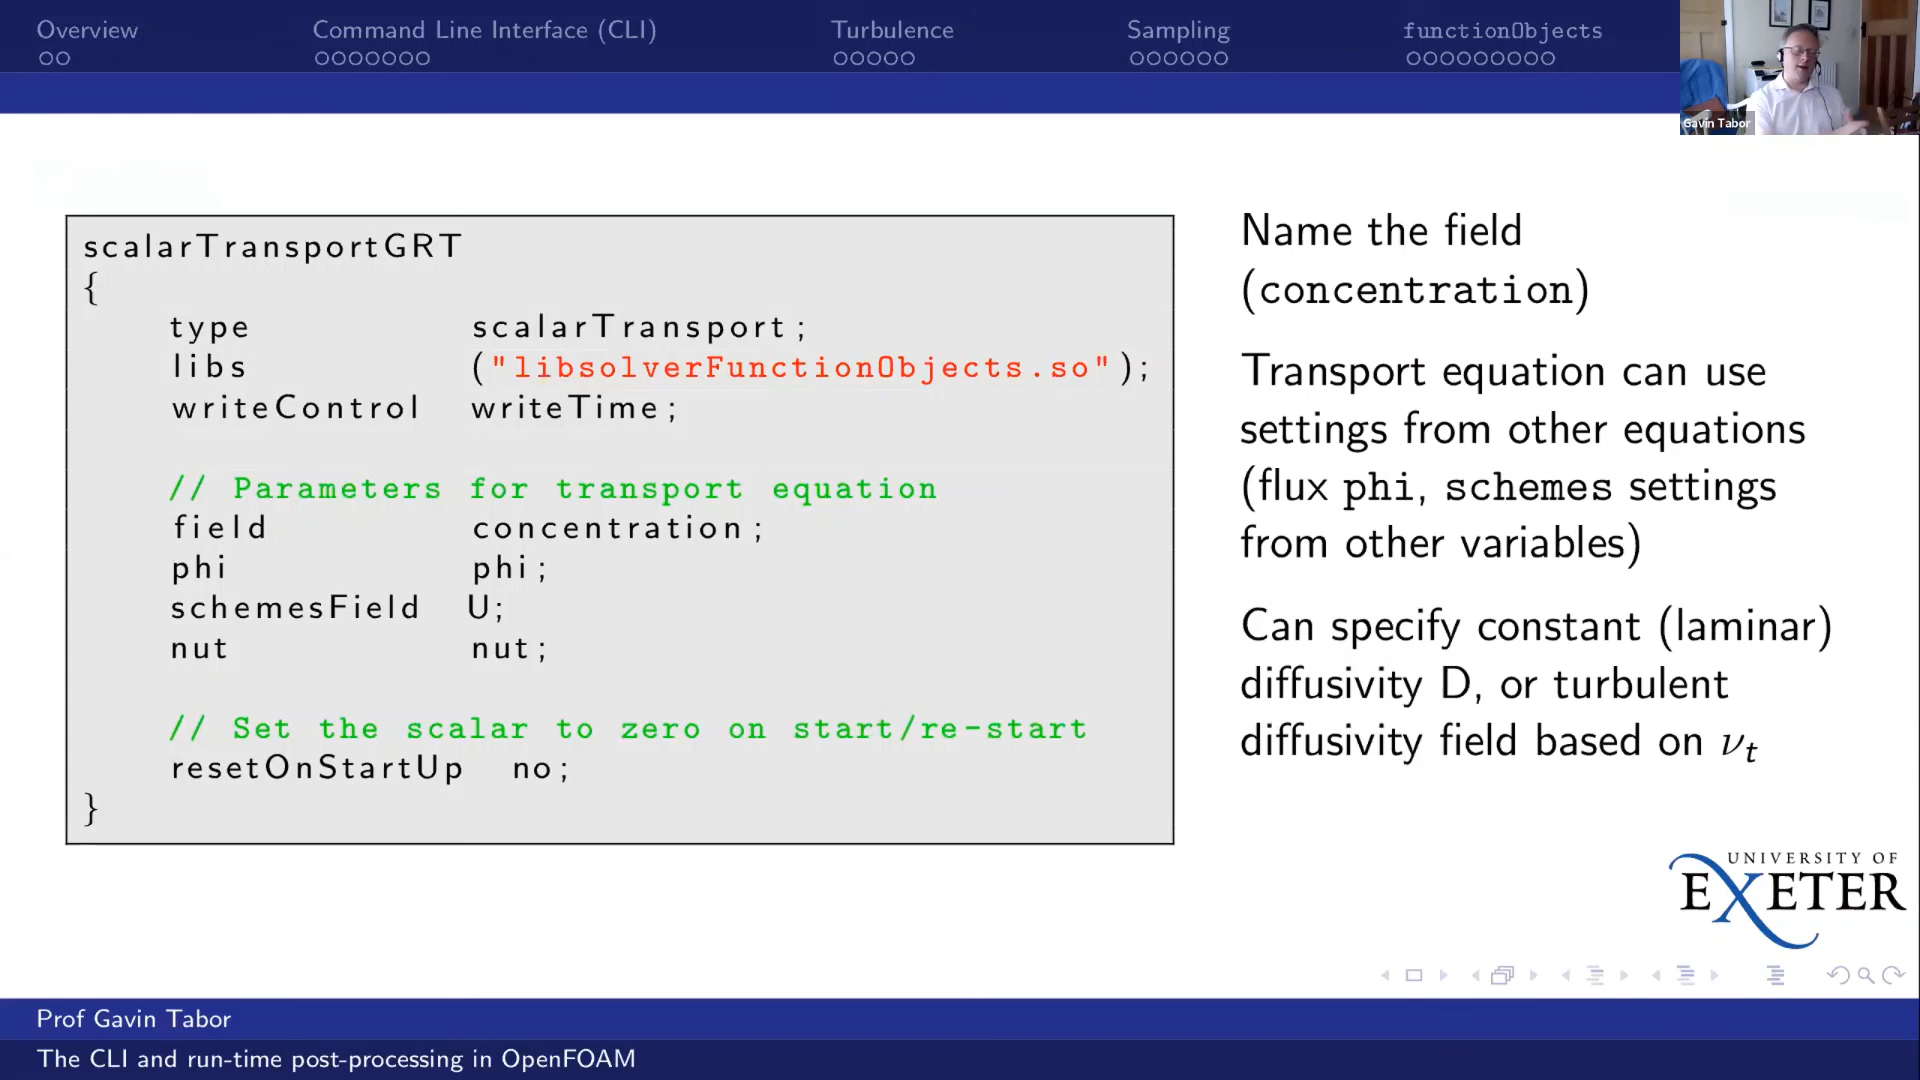 Overview
Command Line Interface (CLI)
Turbulence
Sampling
functionObjects
Gavin Tabor
scalarTransportGRT
{
type scalarTransport;
libs ("libsolverFunctionObjects.so");
writeControl writeTime;
// Parameters for transport equation
field concentration;
phi phi;
schemesField U;
nut nut;
// Set the scalar to zero on start/re-start
resetOnStartUp no;
}
Name the field
(concentration)
Transport equation can use
settings from other equations
(flux phi, schemes settings
from other variables)
Can specify constant (laminar)
diffusivity D, or turbulent
diffusivity field based on νt
UNIVERSITY OF
EXETER
Prof Gavin Tabor
The CLI and run-time post-processing in OpenFOAM